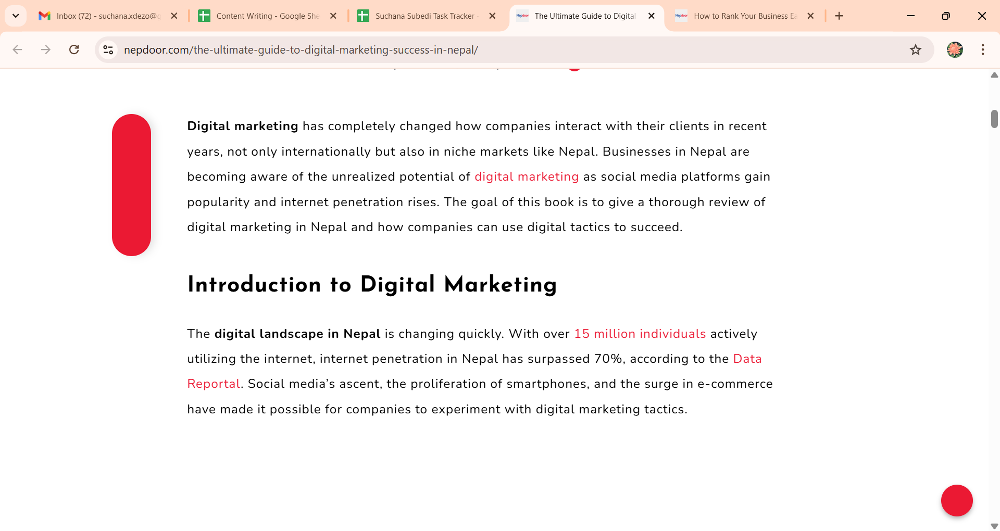 Inbox (72) - suchana.xdezo@g
Content Writing - Google She
Suchana Subedi Task Tracker -
Nepdoor
The Ultimate Guide to Digital
Nepdoor
How to Rank Your Business Ea
nepdoor.com/the-ultimate-guide-to-digital-marketing-success-in-nepal/
Digital marketing has completely changed how companies interact with their clients in recent
years, not only internationally but also in niche markets like Nepal. Businesses in Nepal are
becoming aware of the unrealized potential of digital marketing as social media platforms gain
popularity and internet penetration rises. The goal of this book is to give a thorough review of
digital marketing in Nepal and how companies can use digital tactics to succeed.
Introduction to Digital Marketing
The digital landscape in Nepal is changing quickly. With over 15 million individuals actively
utilizing the internet, internet penetration in Nepal has surpassed 70%, according to the Data
Reportal. Social media’s ascent, the proliferation of smartphones, and the surge in e-commerce
have made it possible for companies to experiment with digital marketing tactics.